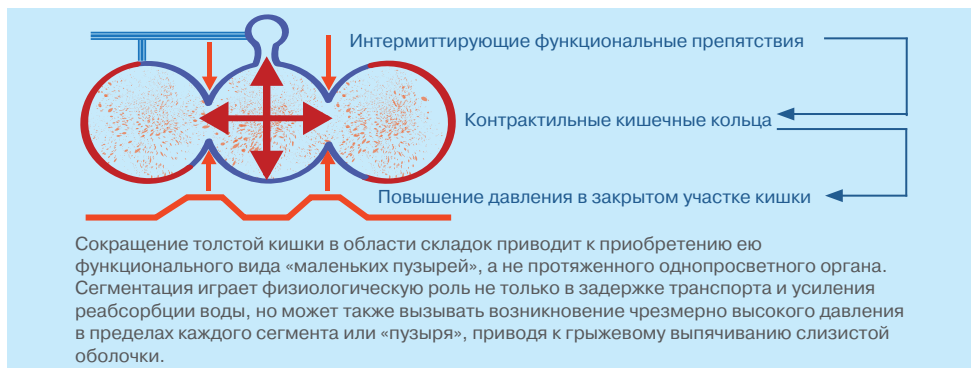 Интермиттирующие функциональные препятствия
Контрактильные кишечные кольца
Повышение давления в закрытом участке кишки
Сокращение толстой кишки в области складок приводит к приобретению ею
функционального вида «маленьких пузырей», а не протяженного однопросветного органа.
Сегментация играет физиологическую роль не только в задержке транспорта и усиления
реабсорбции воды, но может также вызывать возникновение чрезмерно высокого давления
в пределах каждого сегмента или «пузыря», приводя к грыжевому выпячиванию слизистой
оболочки.